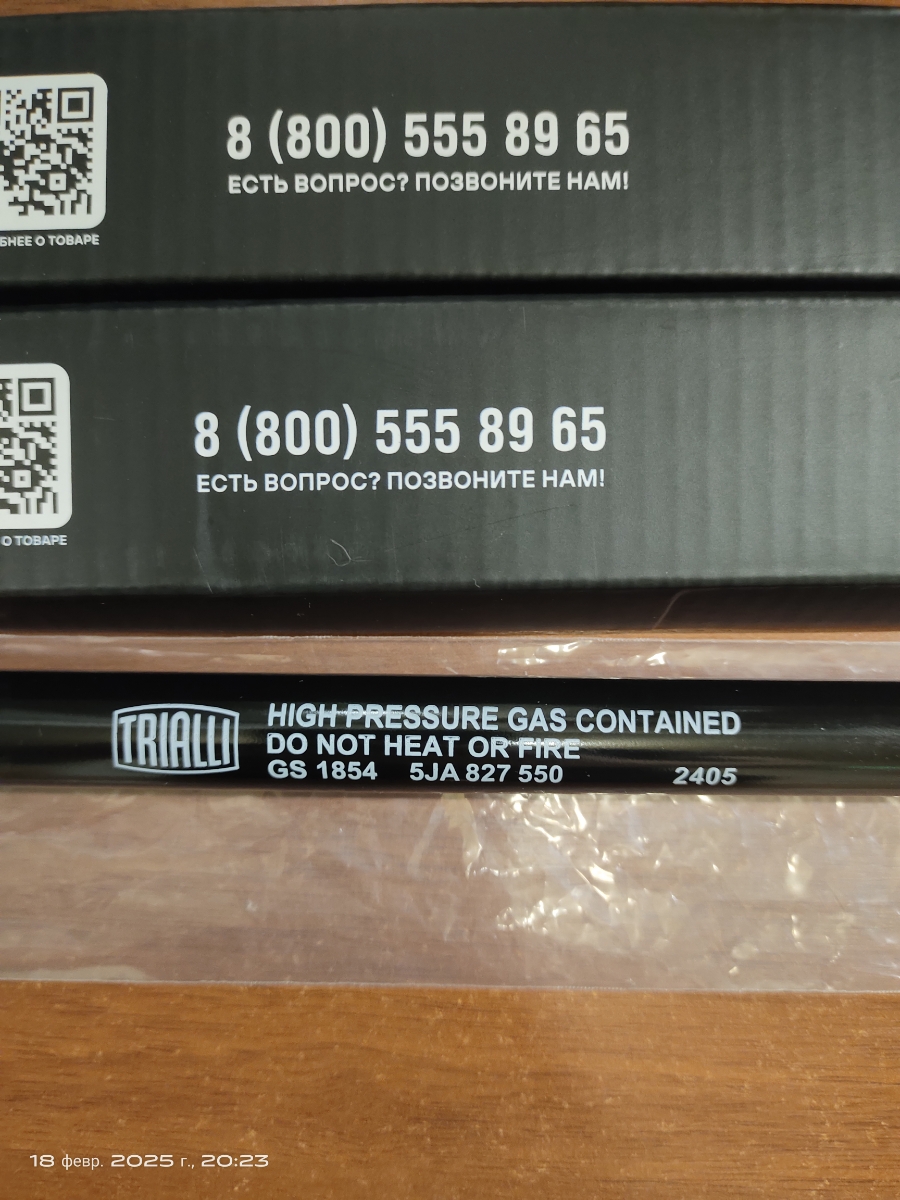 8 (800) 555 89 65
ЕСТЬ ВОПРОС? ПОЗВОНИТЕ НАМ!
О ТОВАРЕ
8 (800) 555 89 65
ЕСТЬ ВОПРОС? ПОЗВОНИТЕ НАМ!
О ТОВАРЕ
TRIALLI
HIGH PRESSURE GAS CONTAINED
DO NOT HEAT OR FIRE
GS 1854 5JA 827 550 2405
18 февр. 2025 г., 20:23